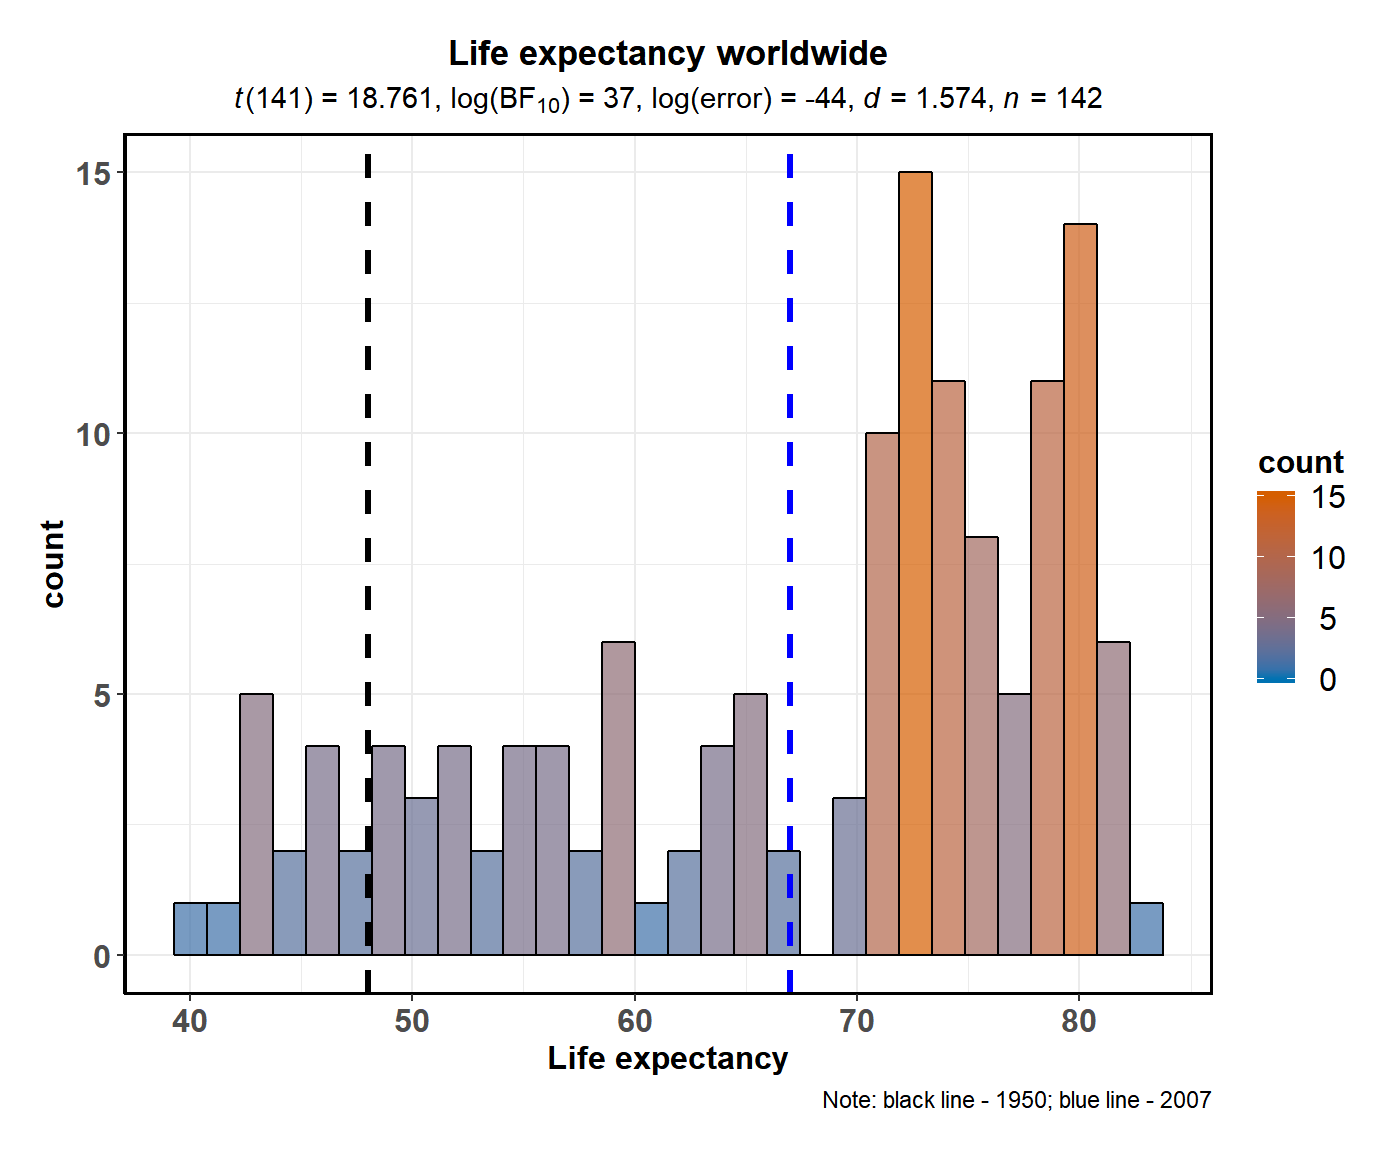 Life expectancy worldwide
t(141) = 18.761, log(BF₁₀) = 37, log(error) = -44, d = 1.574, n = 142
15
10
5
0
count
40 50 60 70 80
Life expectancy
count
15
10
5
0
Note: black line - 1950; blue line - 2007